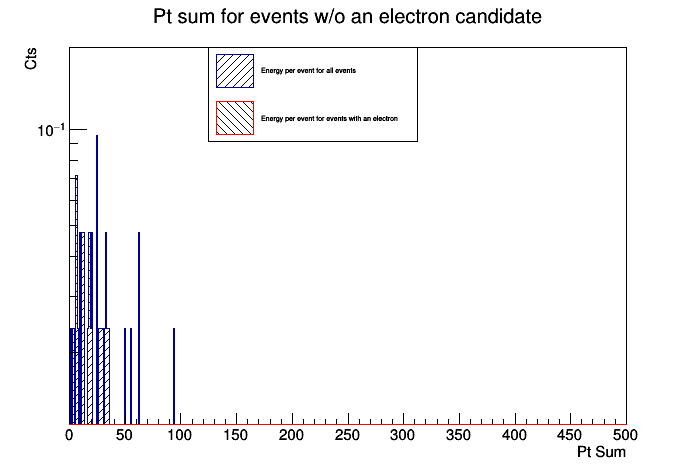 Pt sum for events w/o an electron candidate
Cts
Energy per event for all events
Energy per event for events with an electron
10⁻¹
0 50 100 150 200 250 300 350 400 450 500
Pt Sum